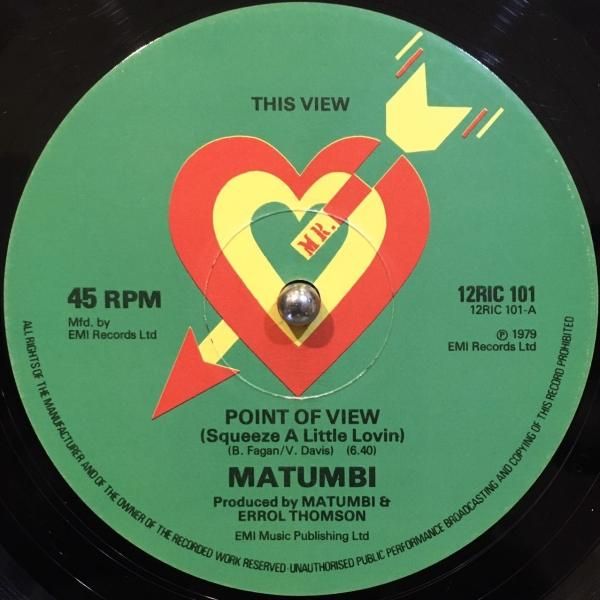 THIS VIEW
MR.
45 RPM
Mfd. by
EMI Records Ltd
12RIC 101
12RIC 101-A
℗ 1979
EMI Records Ltd
POINT OF VIEW
(Squeeze A Little Lovin)
(B. Fagan/V. Davis) (6.40)
MATUMBI
Produced by MATUMBI &
ERROL THOMSON
EMI Music Publishing Ltd
ALL RIGHTS OF THE MANUFACTURER AND OF THE OWNER OF THE RECORDED WORK RESERVED·UNAUTHORISED PUBLIC PERFORMANCE BROADCASTING AND COPYING OF THIS RECORD PROHIBITED